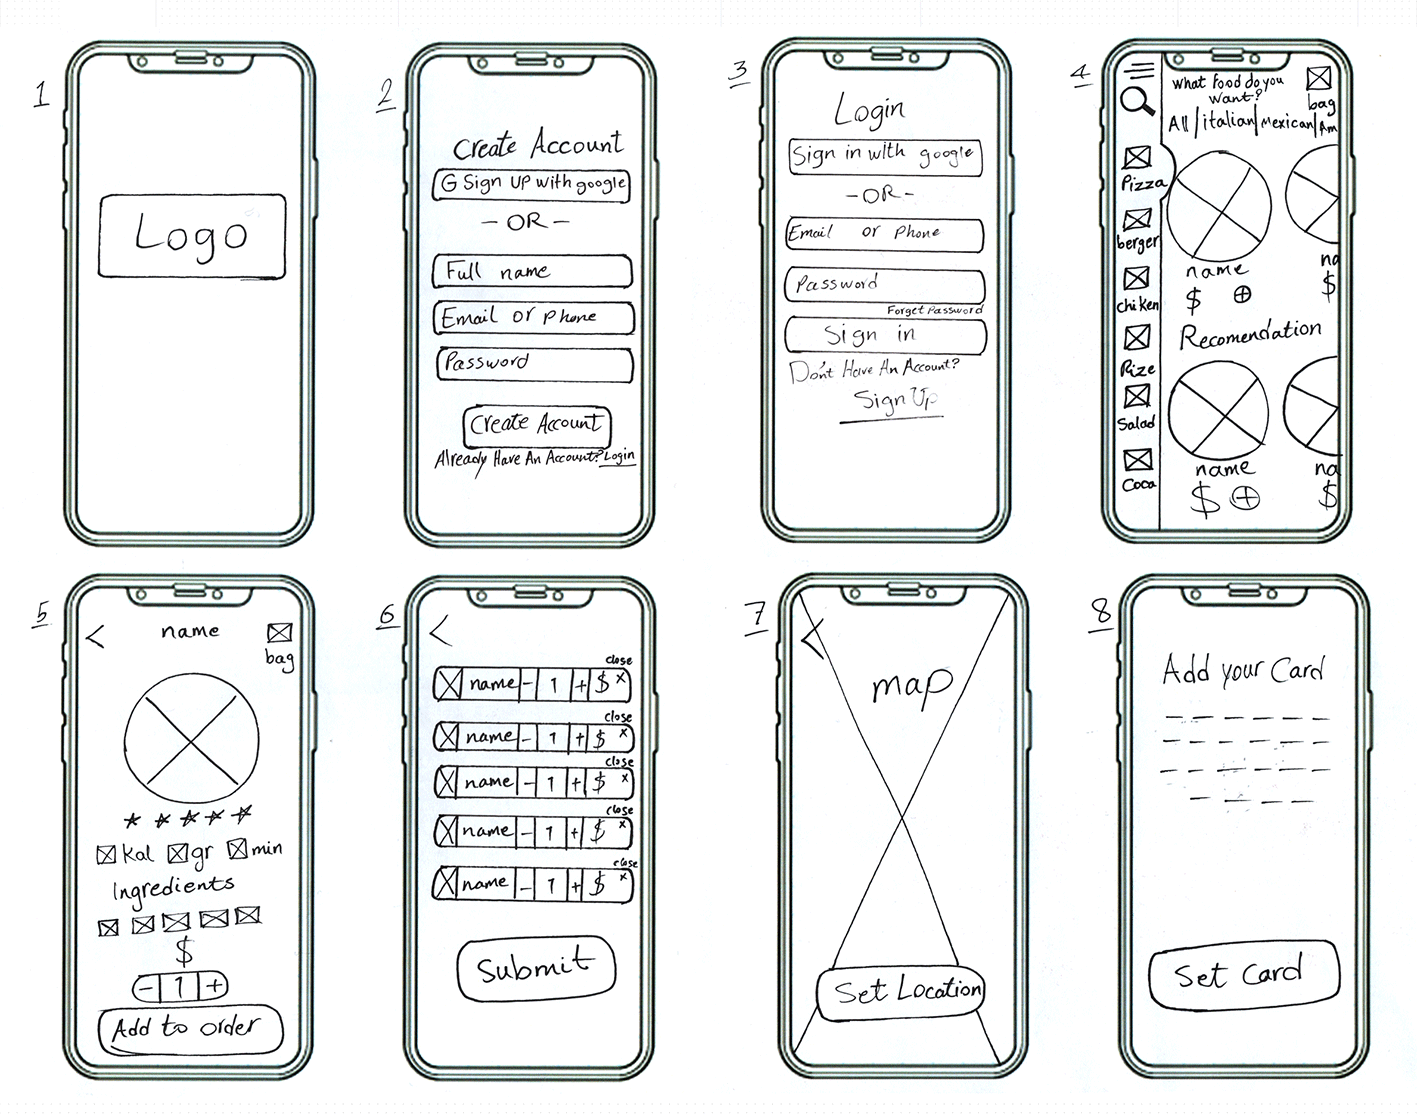 1
Logo
2
Create Account
G Sign UP with google
- OR -
Full name
Email or phone
Password
Create Account
Already Have An Account? Login
3
Login
Sign in with google
- OR -
Email or phone
Password
Forget Password
Sign in
Don't Have An Account?
Sign Up
4
What food do you
want?
bag
All | italian | mexican | Am
Pizza
berger
chiken
Rize
Salad
Coca
name
$ ⊕
na
$
Recomendation
name
$ ⊕
na
$
5
<
name
bag
kal gr min
Ingredients
$
- 1 +
Add to order
6
<
close
name - 1 + $ x
close
name - 1 + $ x
close
name - 1 + $ x
close
name - 1 + $ x
close
name - 1 + $ x
Submit
7
<
map
Set Location
8
Add your Card
Set Card